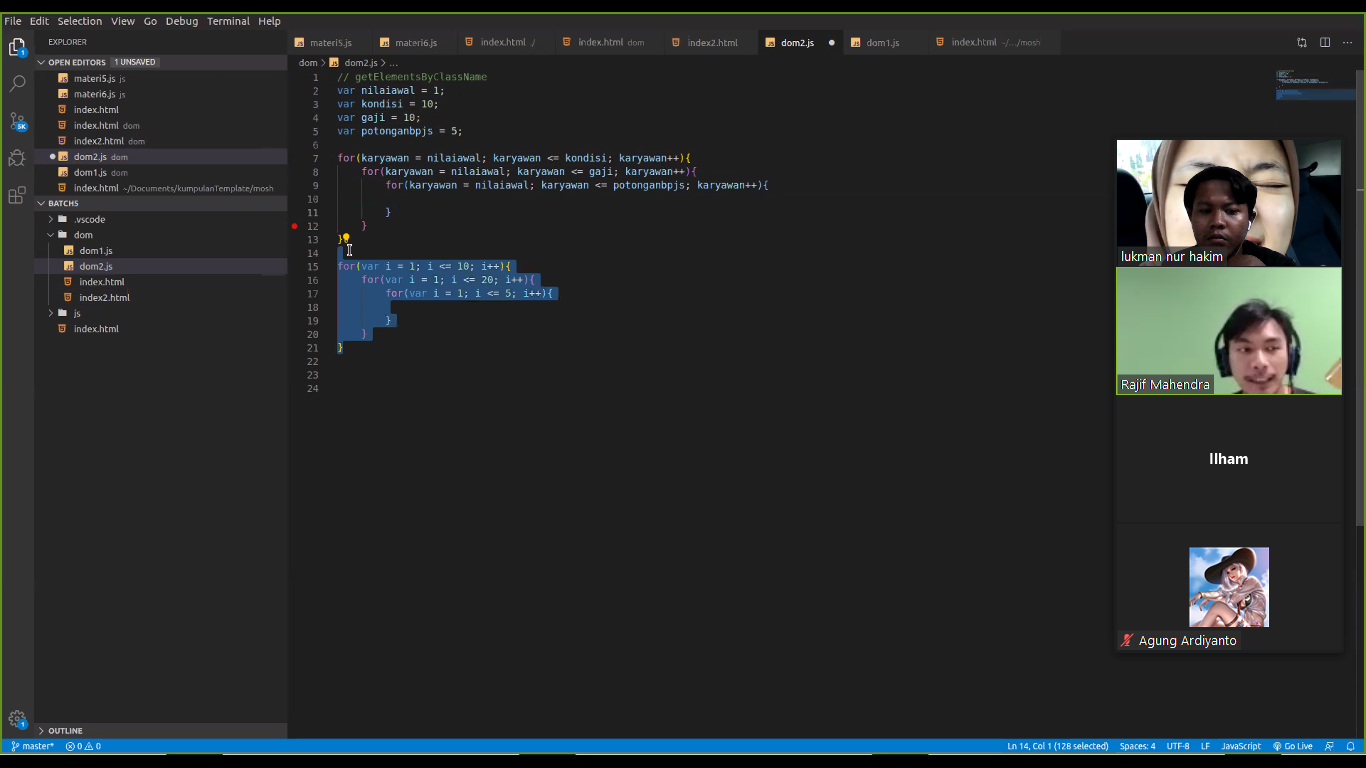 File Edit Selection View Go Debug Terminal Help
EXPLORER
OPEN EDITORS 1 UNSAVED
materi5.js js
materi6.js js
index.html
index.html dom
index2.html dom
dom2.js dom
dom1.js dom
index.html ~/Documents/kumpulanTemplate/mosh
BATCHS
.vscode
dom
dom1.js
dom2.js
index.html
index2.html
js
index.html
OUTLINE
5K
1
1
materi5.js materi6.js index.html ./ index.html dom index2.html dom2.js dom1.js index.html ~/.../mosh
dom > dom2.js > ...
1 // getElementsByClassName
2 var nilaiawal = 1;
3 var kondisi = 10;
4 var gaji = 10;
5 var potonganbpjs = 5;
6
7 for(karyawan = nilaiawal; karyawan <= kondisi; karyawan++){
8 for(karyawan = nilaiawal; karyawan <= gaji; karyawan++){
9 for(karyawan = nilaiawal; karyawan <= potonganbpjs; karyawan++){
10
11 }
12 }
13 }
14
15 for(var i = 1; i <= 10; i++){
16 for(var i = 1; i <= 20; i++){
17 for(var i = 1; i <= 5; i++){
18
19 }
20 }
21 }
22
23
24
lukman nur hakim
Rajif Mahendra
Ilham
Agung Ardiyanto
master* 0 0 Ln 14, Col 1 (128 selected) Spaces: 4 UTF-8 LF JavaScript Go Live